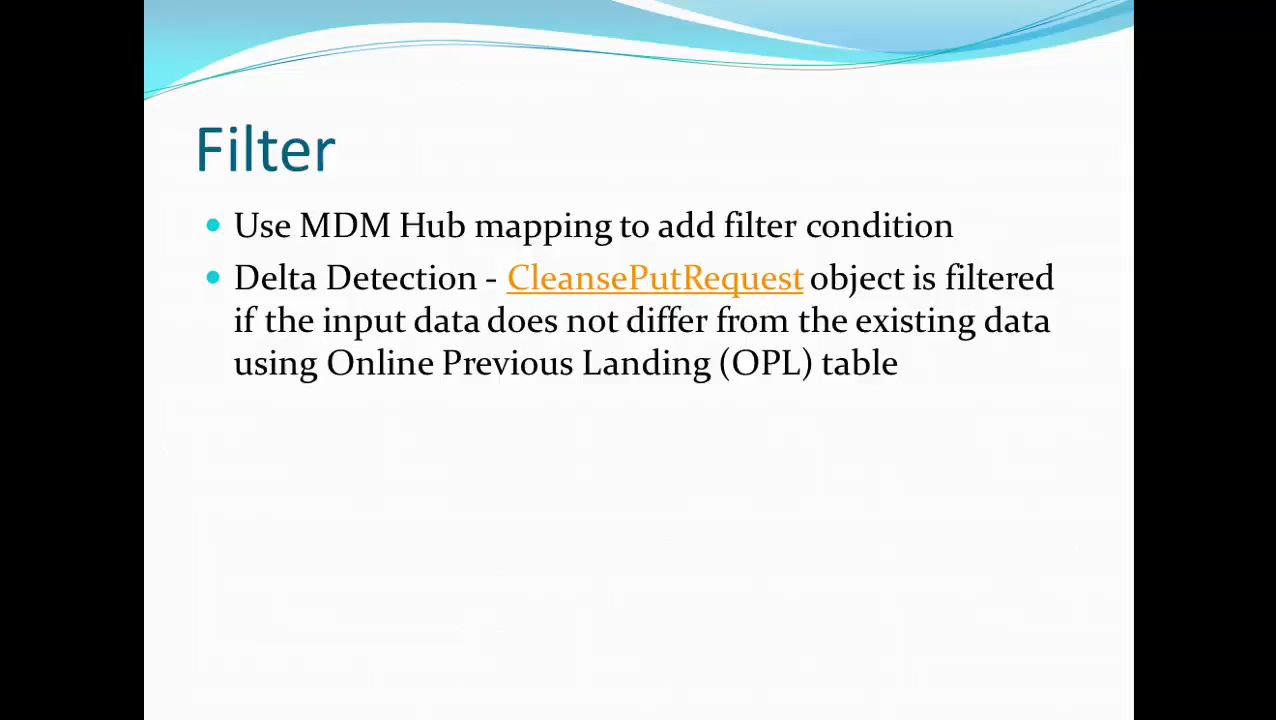 Filter
Use MDM Hub mapping to add filter condition
Delta Detection - CleansePutRequest object is filtered
if the input data does not differ from the existing data
using Online Previous Landing (OPL) table